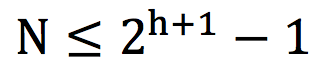 N ≤ 2^{h+1} − 1